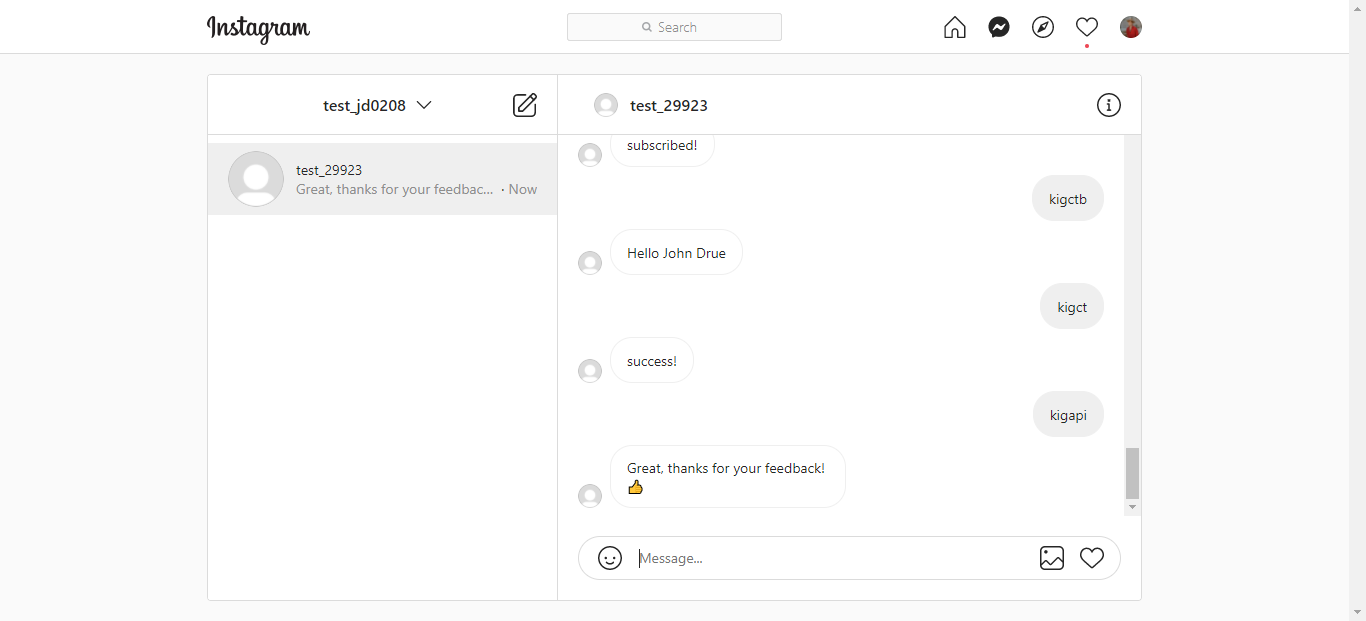 Instagram
Search
test_jd0208
test_29923
test_29923
Great, thanks for your feedbac... · Now
subscribed!
kigctb
Hello John Drue
kigct
success!
kigapi
Great, thanks for your feedback!
👍
Message...